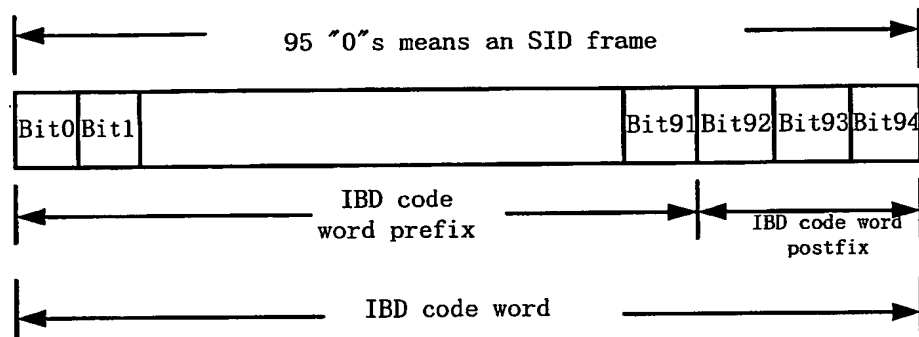 95 "0"s means an SID frame
Bit0 Bit1 Bit91 Bit92 Bit93 Bit94
IBD code
word prefix
IBD code word
postfix
IBD code word